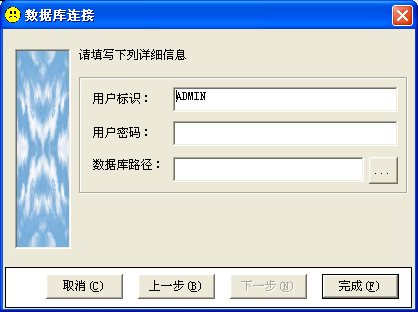 数据库连接
请填写下列详细信息
用户标识：
ADMIN
用户密码：
数据库路径：
...
取消(C)
上一步(B)
下一步(N)
完成(F)